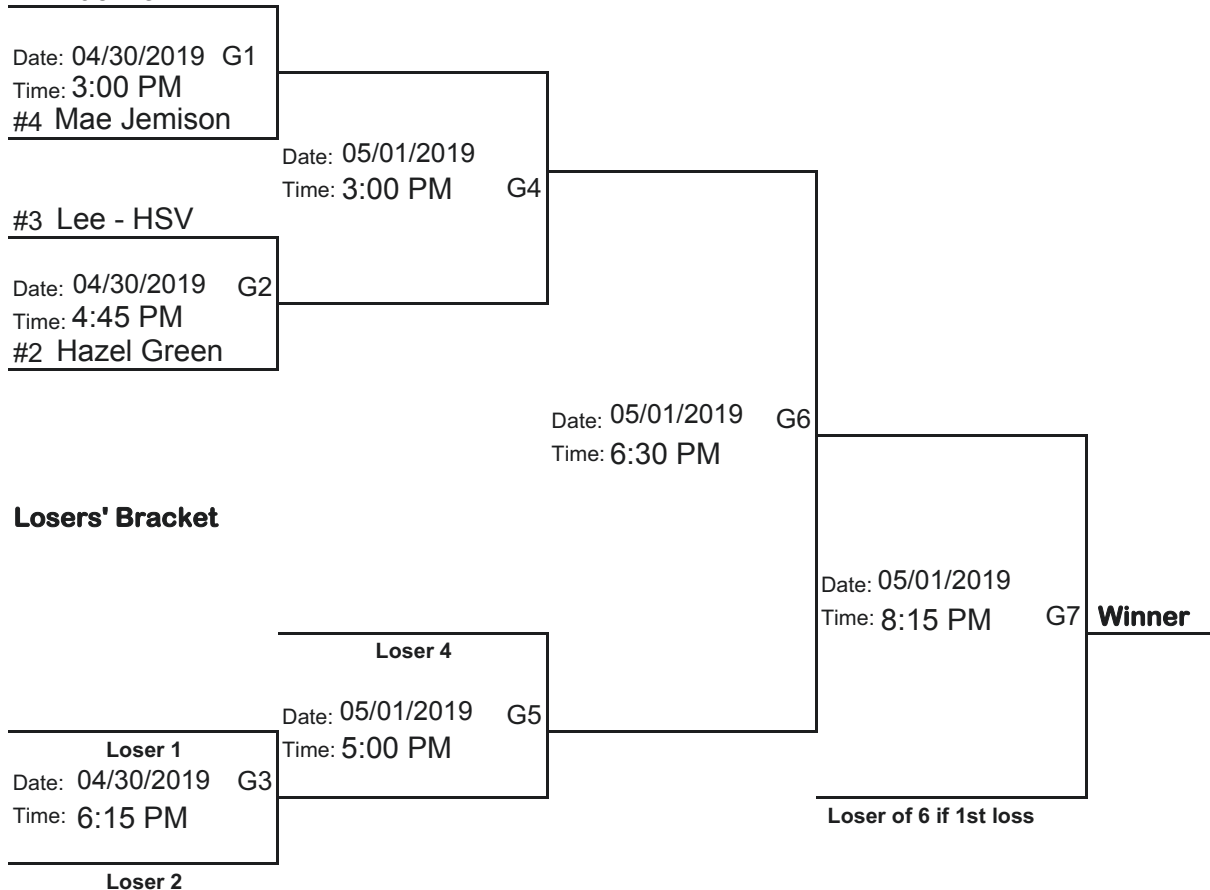 Date: 04/30/2019 G1
Time: 3:00 PM
#4 Mae Jemison
Date: 05/01/2019
Time: 3:00 PM G4
#3 Lee - HSV
Date: 04/30/2019 G2
Time: 4:45 PM
#2 Hazel Green
Date: 05/01/2019 G6
Time: 6:30 PM
Losers' Bracket
Date: 05/01/2019
Time: 8:15 PM G7 Winner
Loser 4
Date: 05/01/2019 G5
Time: 5:00 PM
Loser 1
Date: 04/30/2019 G3
Time: 6:15 PM
Loser of 6 if 1st loss
Loser 2